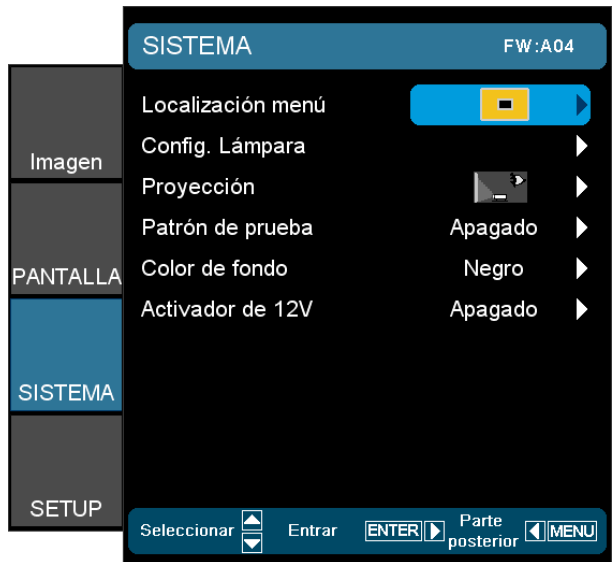 SISTEMA FW:A04
Localización menú
Config. Lámpara
Proyección
Patrón de prueba Apagado
Color de fondo Negro
Activador de 12V Apagado
Imagen
PANTALLA
SISTEMA
SETUP
Seleccionar Entrar ENTER Parte posterior MENU